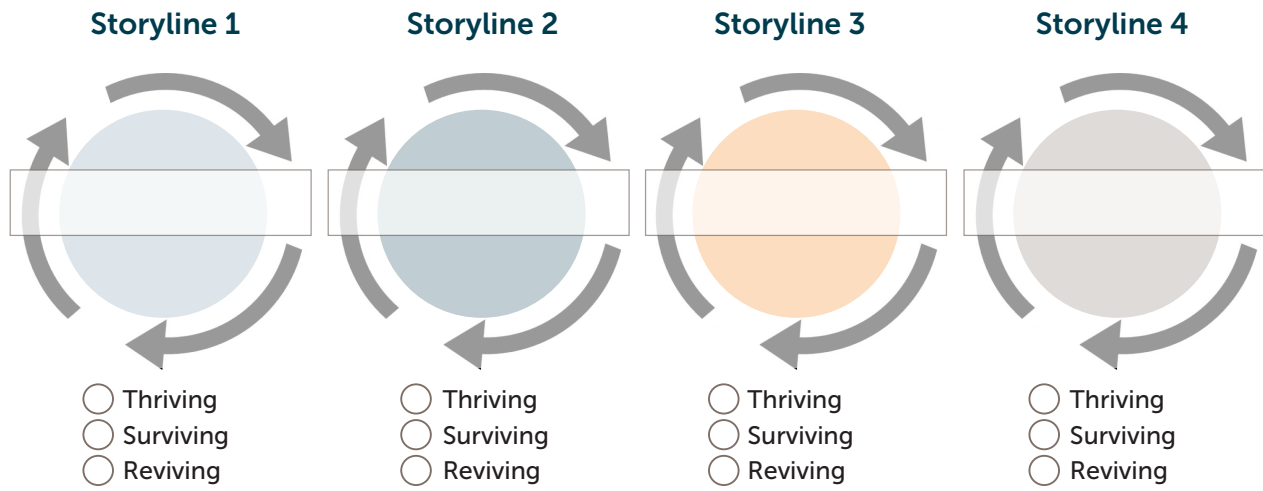 Storyline 1
Storyline 2
Storyline 3
Storyline 4
Thriving
Surviving
Reviving
Thriving
Surviving
Reviving
Thriving
Surviving
Reviving
Thriving
Surviving
Reviving